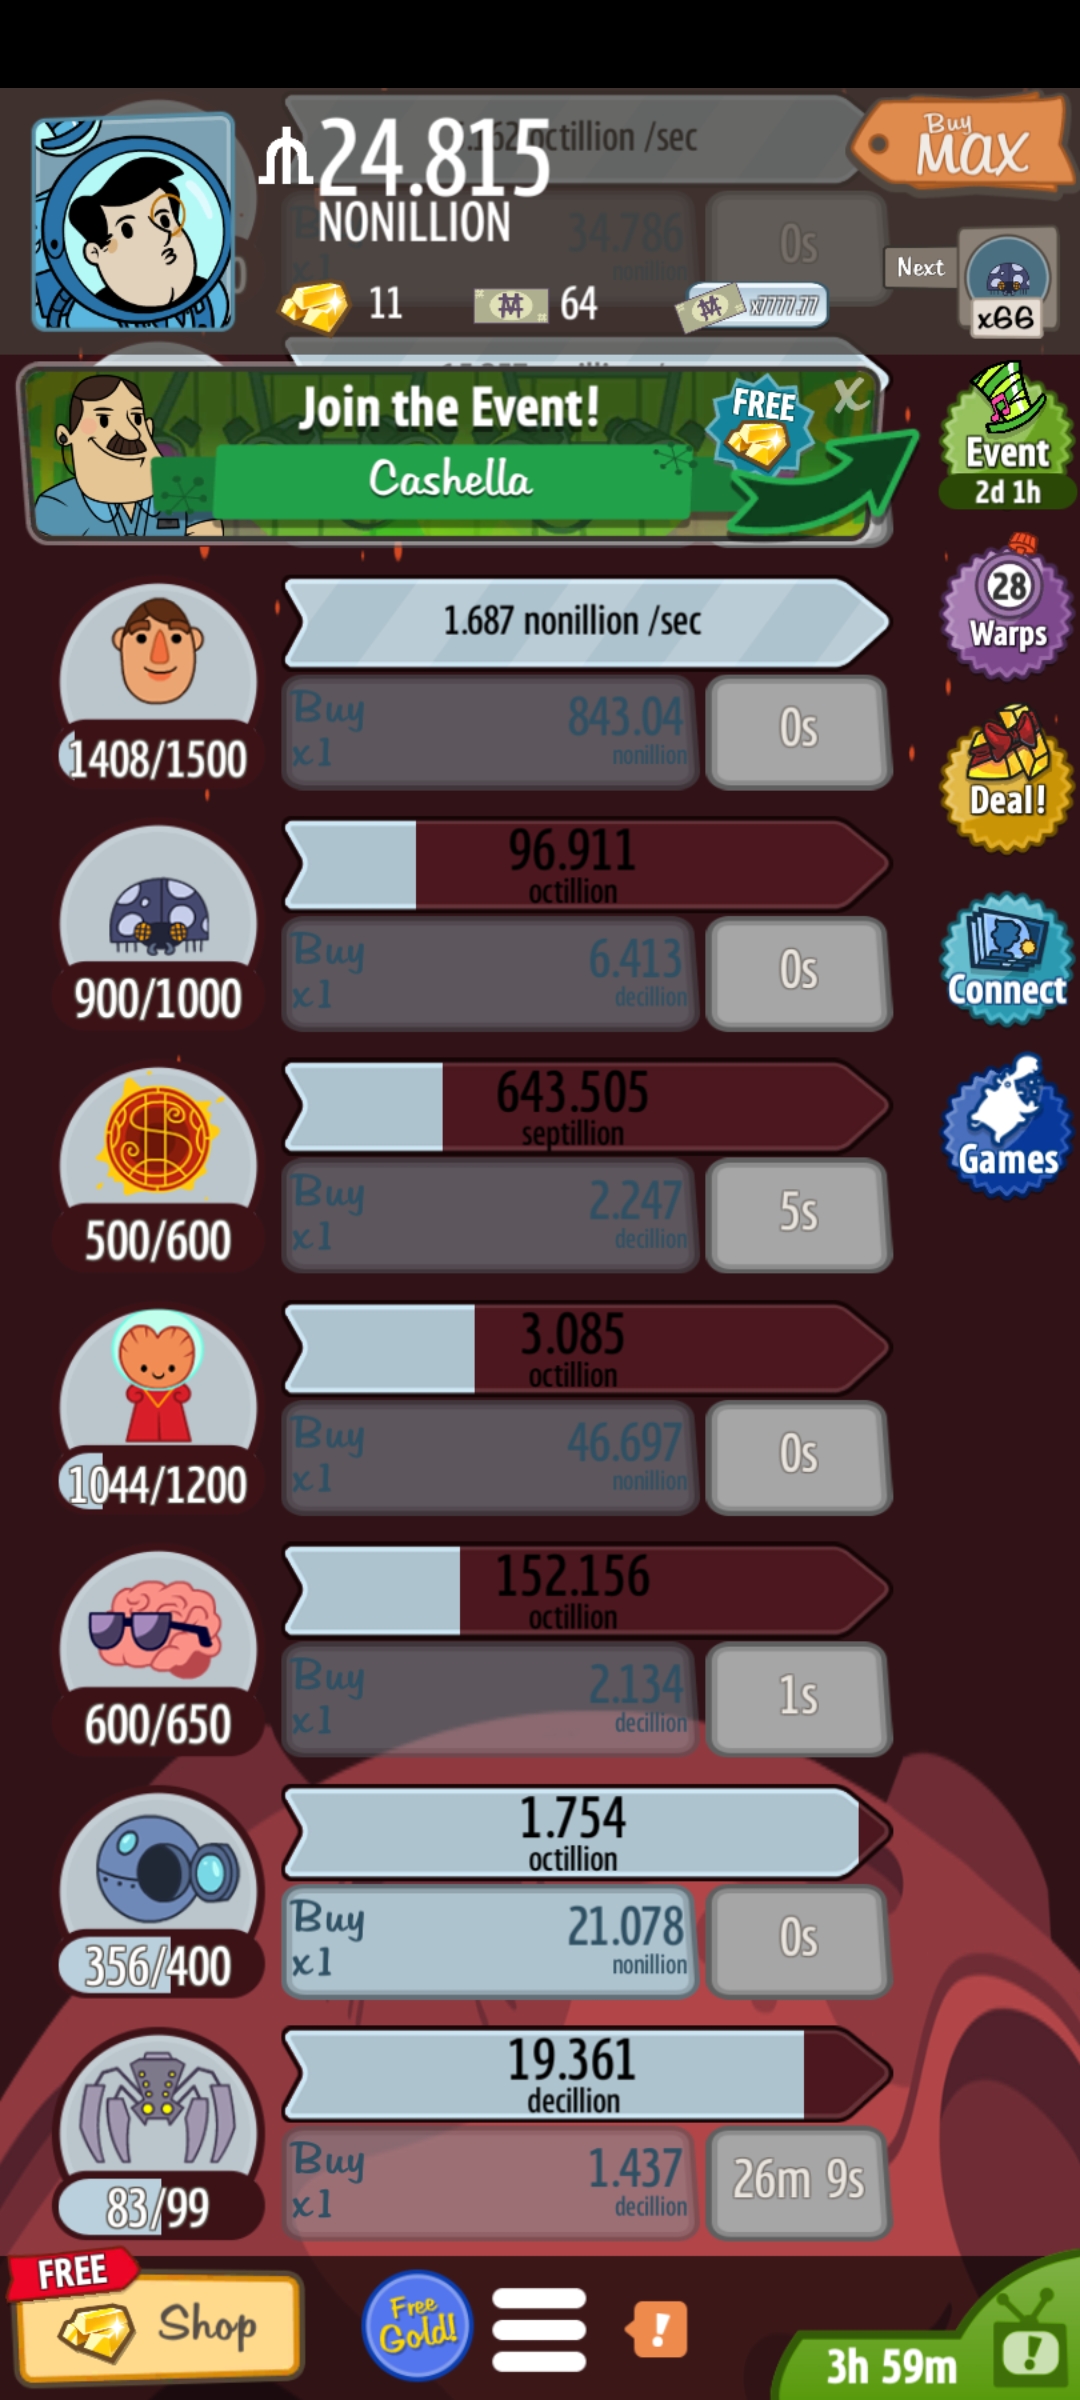 .162 octillion /sec
24.815
NONILLION
Buy
MAX
34.786
nonillion
0s
11
64
x7777.77
Next
x66
Join the Event!
FREE
X
Cashella
Event
2d 1h
1.687 nonillion /sec
28
Warps
Buy
x1
843.04
nonillion
0s
1408/1500
Deal!
96.911
octillion
Buy
x1
6.413
decillion
0s
900/1000
Connect
643.505
septillion
Buy
x1
2.247
decillion
5s
500/600
Games
3.085
octillion
Buy
x1
46.697
nonillion
0s
1044/1200
152.156
octillion
Buy
x1
2.134
decillion
1s
600/650
1.754
octillion
Buy
x1
21.078
nonillion
0s
356/400
19.361
decillion
Buy
x1
1.437
decillion
26m 9s
83/99
FREE
Shop
Free
Gold!
!
3h 59m
!